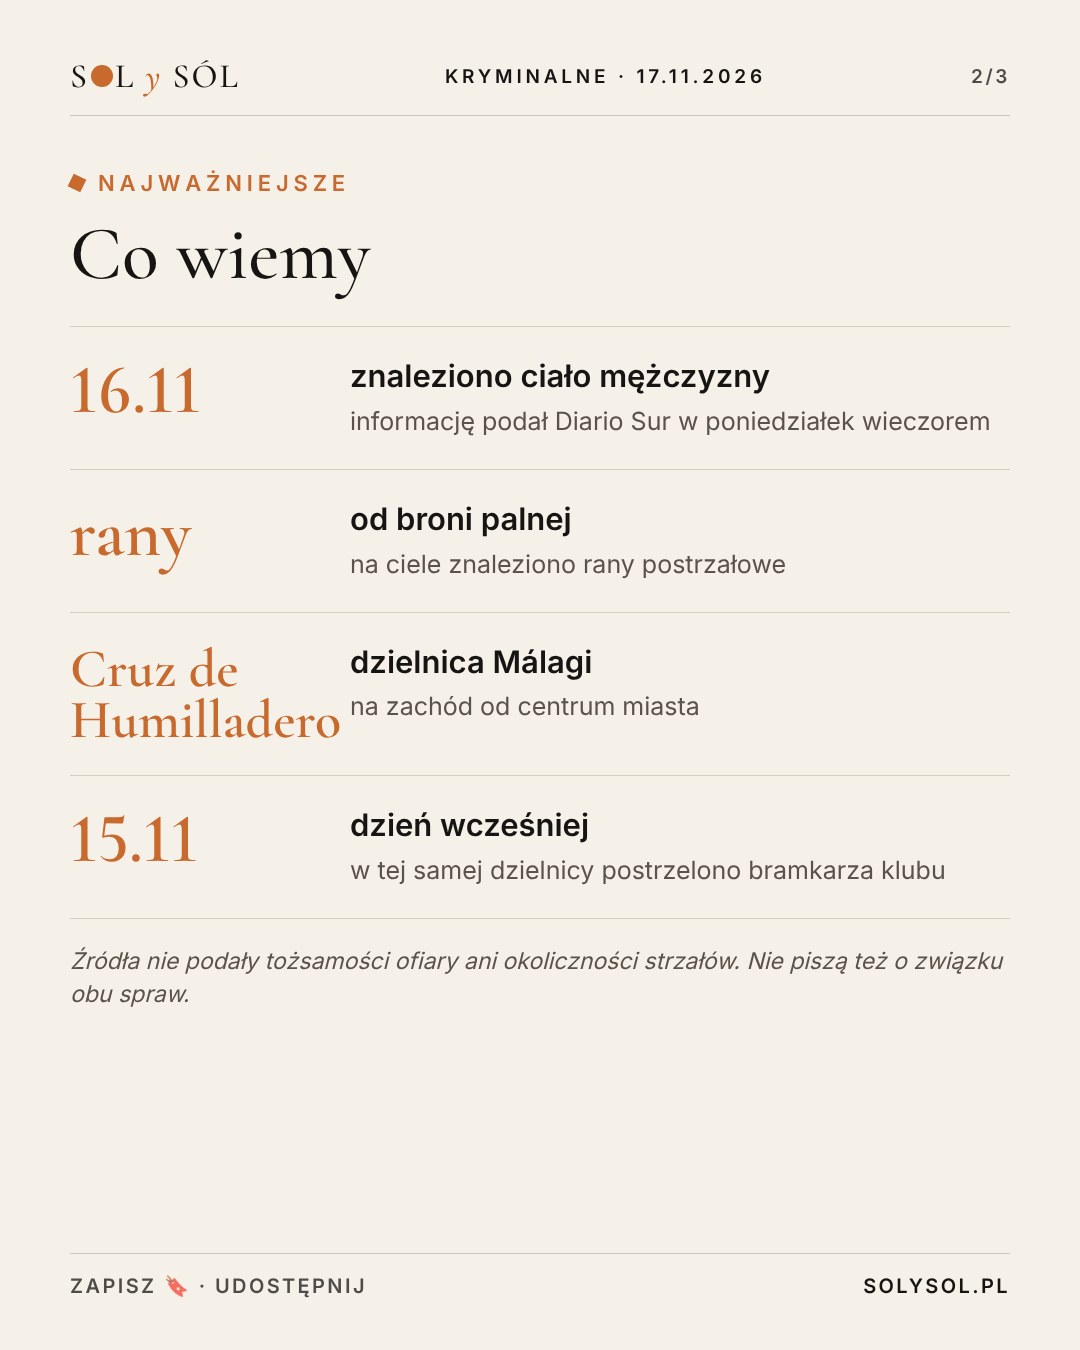 SOL y SÓL
KRYMINALNE · 17.11.2026
2/3
NAJWAŻNIEJSZE
Co wiemy
16.11
znaleziono ciało mężczyzny
informację podał Diario Sur w poniedziałek wieczorem
rany
od broni palnej
na ciele znaleziono rany postrzałowe
Cruz de
Humilladero
dzielnica Málagi
na zachód od centrum miasta
15.11
dzień wcześniej
w tej samej dzielnicy postrzelono bramkarza klubu
Źródła nie podały tożsamości ofiary ani okoliczności strzałów. Nie piszą też o związku
obu spraw.
ZAPISZ 🔖 · UDOSTĘPNIJ
SOLYSOL.PL